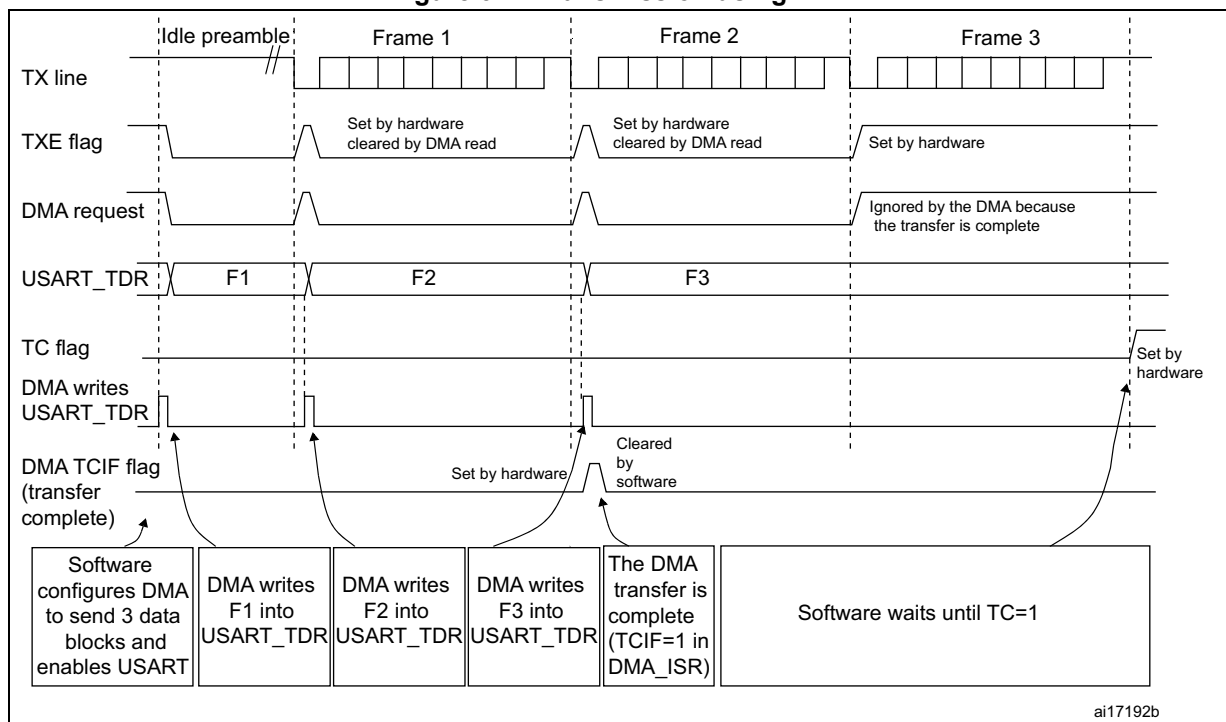 Idle preamble
Frame 1
Frame 2
Frame 3
TX line
TXE flag
Set by hardware
cleared by DMA read
Set by hardware
cleared by DMA read
Set by hardware
DMA request
Ignored by the DMA because
the transfer is complete
USART_TDR
F1
F2
F3
TC flag
Set by
hardware
DMA writes
USART_TDR
DMA TCIF flag
(transfer
complete)
Set by hardware
Cleared
by
software
Software
configures DMA
to send 3 data
blocks and
enables USART
DMA writes
F1 into
USART_TDR
DMA writes
F2 into
USART_TDR
DMA writes
F3 into
USART_TDR
The DMA
transfer is
complete
(TCIF=1 in
DMA_ISR)
Software waits until TC=1
ai17192b